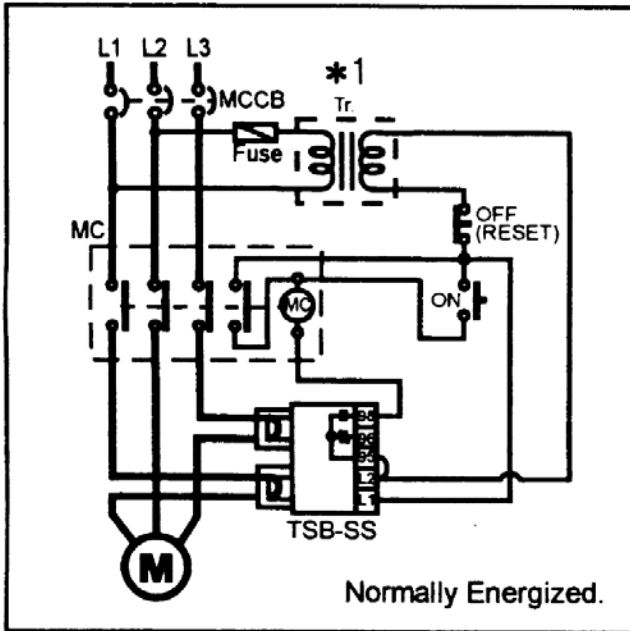 L1 L2 L3
*1
MCCB
Tr.
Fuse
OFF
(RESET)
MC
ON
MC
98
96
95
L2
L1
TSB-SS
M
Normally Energized.